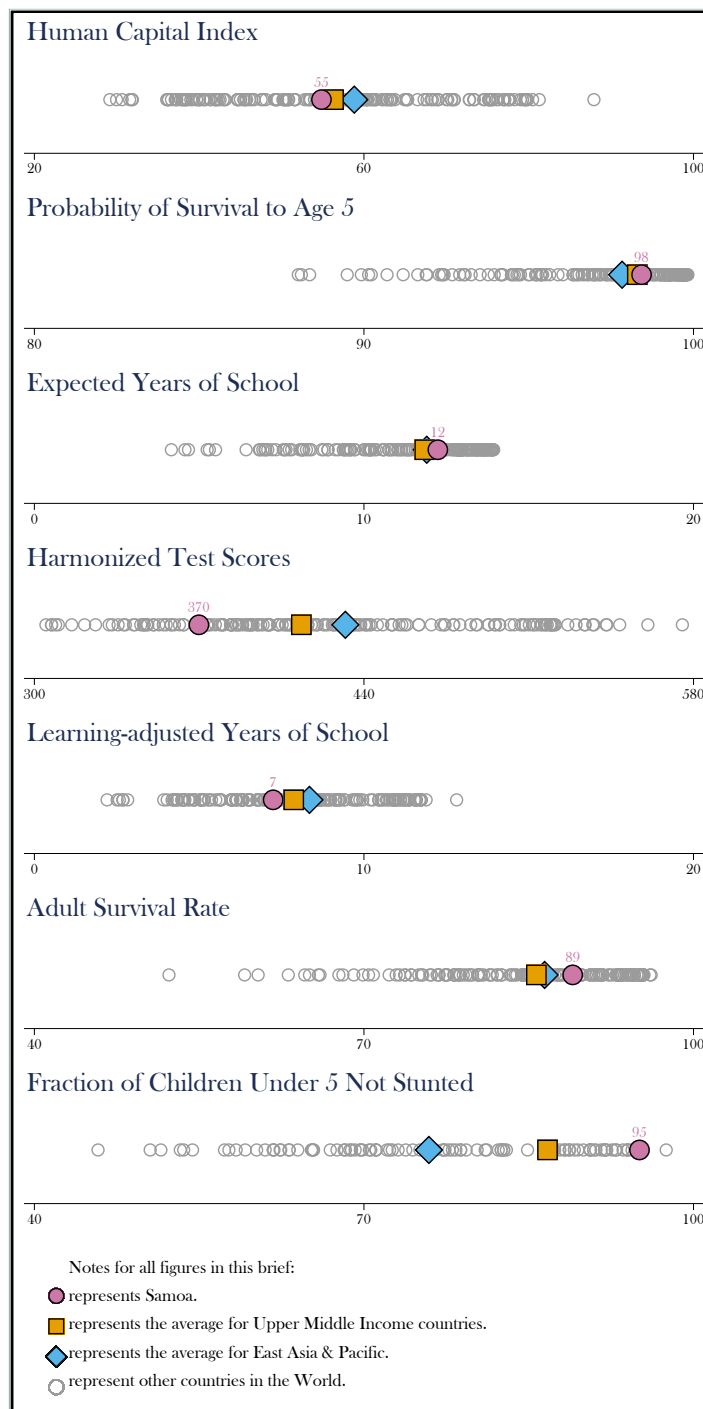 Human Capital Index
55
20 60 100
Probability of Survival to Age 5
98
80 90 100
Expected Years of School
12
0 10 20
Harmonized Test Scores
370
300 440 580
Learning-adjusted Years of School
7
0 10 20
Adult Survival Rate
89
40 70 100
Fraction of Children Under 5 Not Stunted
95
40 70 100
Notes for all figures in this brief:
represents Samoa.
represents the average for Upper Middle Income countries.
represents the average for East Asia & Pacific.
represent other countries in the World.